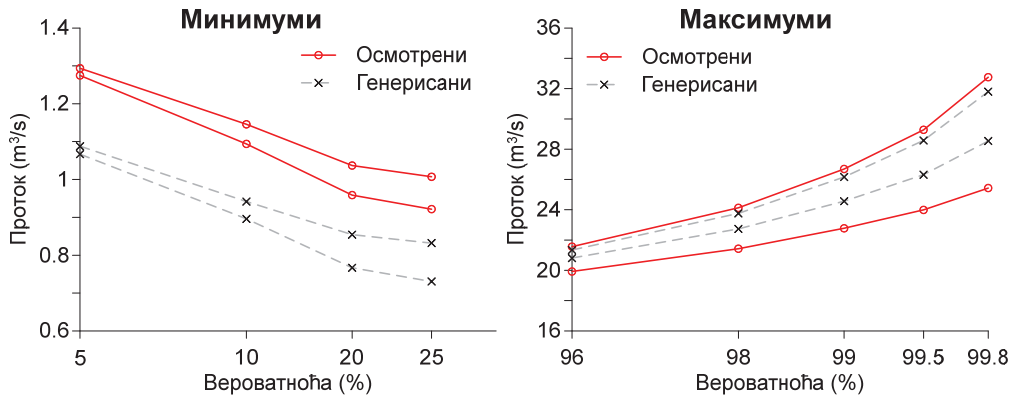 Минимуми
1.4
1.2
1
0.8
0.6
Проток (m³/s)
Осмотрени
Генерисани
5
10
20
25
Вероватноћа (%)
Максимуми
36
32
28
24
20
16
Проток (m³/s)
Осмотрени
Генерисани
96
98
99
99.5
99.8
Вероватноћа (%)